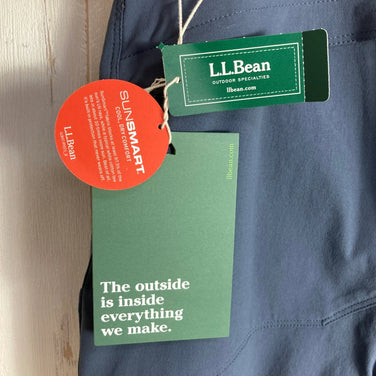 L.L.Bean
OUTDOOR SPECIALTIES
llbean.com
SUNSMART
COOL, DRY COMFORT
L.L.Bean
llbean.com
The outside
is inside
everything
we make.